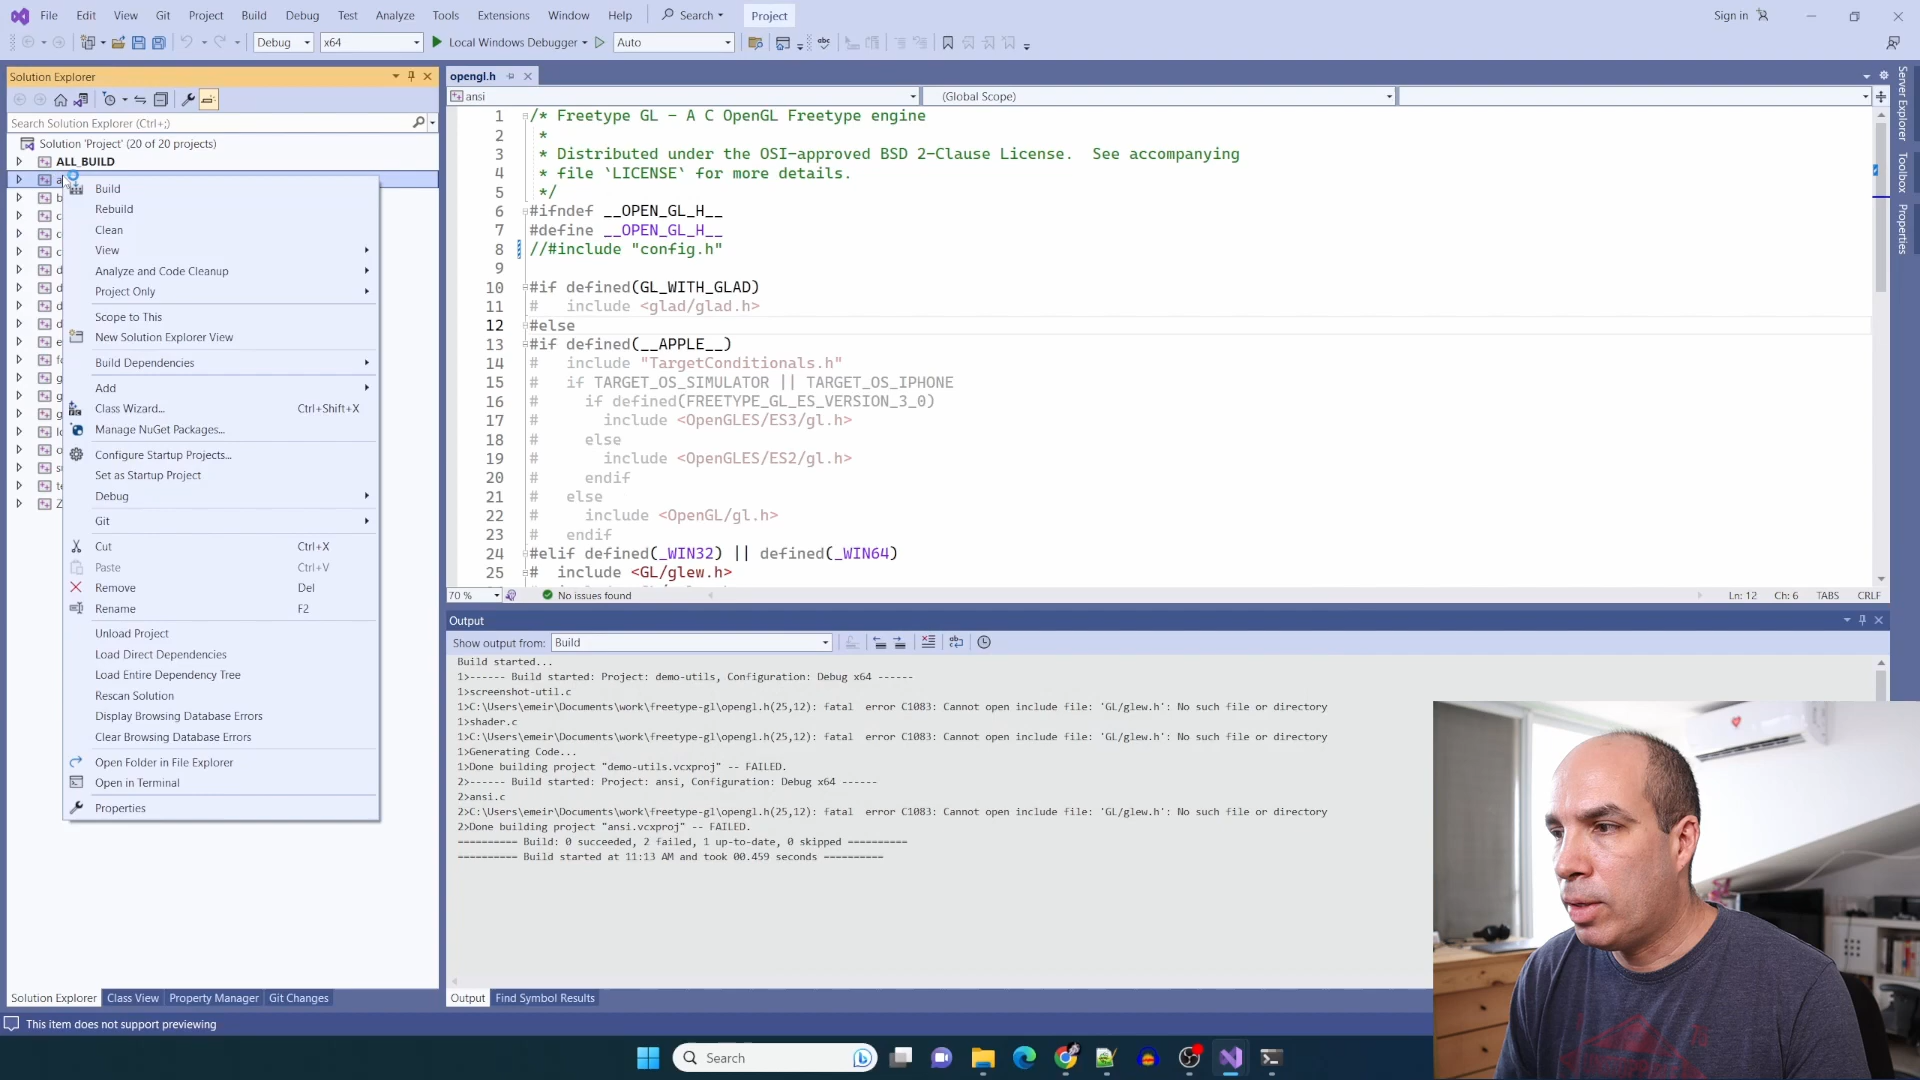 File Edit View Git Project Build Debug Test Analyze Tools Extensions Window Help Search Project Sign in
Debug x64 Local Windows Debugger Auto
Solution Explorer
Search Solution Explorer (Ctrl+;)
Solution 'Project' (20 of 20 projects)
ALL_BUILD
Build
Rebuild
Clean
View
Analyze and Code Cleanup
Project Only
Scope to This
New Solution Explorer View
Build Dependencies
Add
Class Wizard... Ctrl+Shift+X
Manage NuGet Packages...
Configure Startup Projects...
Set as Startup Project
Debug
Git
Cut Ctrl+X
Paste Ctrl+V
Remove Del
Rename F2
Unload Project
Load Direct Dependencies
Load Entire Dependency Tree
Rescan Solution
Display Browsing Database Errors
Clear Browsing Database Errors
Open Folder in File Explorer
Open in Terminal
Properties
Solution Explorer Class View Property Manager Git Changes
opengl.h
ansi (Global Scope)
1 /* Freetype GL - A C OpenGL Freetype engine
2 *
3 * Distributed under the OSI-approved BSD 2-Clause License.  See accompanying
4 * file `LICENSE` for more details.
5 */
6 #ifndef __OPEN_GL_H__
7 #define __OPEN_GL_H__
8 //#include "config.h"
9
10 #if defined(GL_WITH_GLAD)
11 #   include <glad/glad.h>
12 #else
13 #if defined(__APPLE__)
14 #   include "TargetConditionals.h"
15 #   if TARGET_OS_SIMULATOR || TARGET_OS_IPHONE
16 #     if defined(FREETYPE_GL_ES_VERSION_3_0)
17 #       include <OpenGLES/ES3/gl.h>
18 #     else
19 #       include <OpenGLES/ES2/gl.h>
20 #     endif
21 #   else
22 #     include <OpenGL/gl.h>
23 #   endif
24 #elif defined(_WIN32) || defined(_WIN64)
25 #  include <GL/glew.h>
70 % No issues found Ln: 12 Ch: 6 TABS CRLF
Output
Show output from: Build
Build started...
1>------ Build started: Project: demo-utils, Configuration: Debug x64 ------
1>screenshot-util.c
1>C:\Users\emeir\Documents\work\freetype-gl\opengl.h(25,12): fatal  error C1083: Cannot open include file: 'GL/glew.h': No such file or directory
1>shader.c
1>C:\Users\emeir\Documents\work\freetype-gl\opengl.h(25,12): fatal  error C1083: Cannot open include file: 'GL/glew.h': No such file or directory
1>Generating Code...
1>Done building project "demo-utils.vcxproj" -- FAILED.
2>------ Build started: Project: ansi, Configuration: Debug x64 ------
2>ansi.c
2>C:\Users\emeir\Documents\work\freetype-gl\opengl.h(25,12): fatal  error C1083: Cannot open include file: 'GL/glew.h': No such file or directory
2>Done building project "ansi.vcxproj" -- FAILED.
========== Build: 0 succeeded, 2 failed, 1 up-to-date, 0 skipped ==========
========== Build started at 11:13 AM and took 00.459 seconds ==========
Output Find Symbol Results
Server Explorer
Toolbox
Properties
This item does not support previewing
Search